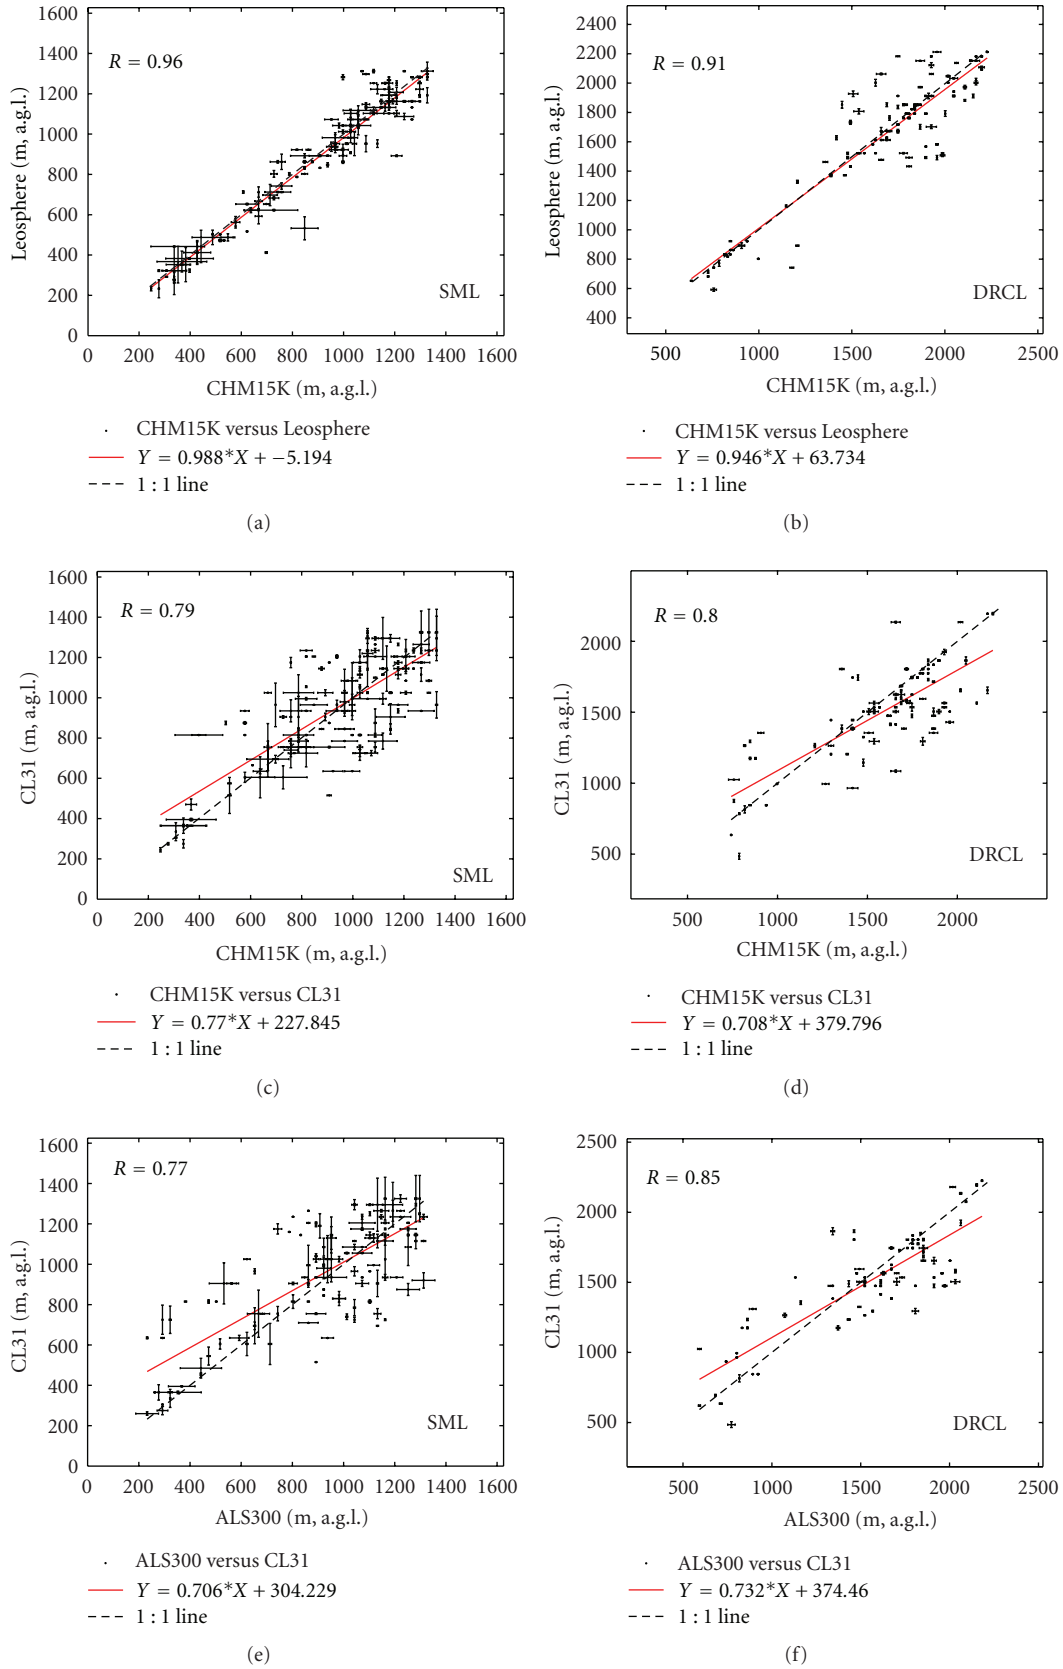 1600
1400
1200
1000
800
600
400
200
0
Leosphere (m, a.g.l.)
R = 0.96
SML
0 200 400 600 800 1000 1200 1400 1600
CHM15K (m, a.g.l.)
· CHM15K versus Leosphere
Y = 0.988*X + −5.194
1 : 1 line
(a)
2200
2000
1800
1600
1400
1200
1000
800
600
400
Leosphere (m, a.g.l.)
R = 0.91
DRCL
500 1000 1500 2000 2500
CHM15K (m, a.g.l.)
· CHM15K versus Leosphere
Y = 0.946*X + 63.734
1 : 1 line
(b)
1600
1400
1200
1000
800
600
400
200
0
CL31 (m, a.g.l.)
R = 0.79
SML
0 200 400 600 800 1000 1200 1400 1600
CHM15K (m, a.g.l.)
· CHM15K versus CL31
Y = 0.77*X + 227.845
1 : 1 line
(c)
2000
1500
1000
500
CL31 (m, a.g.l.)
R = 0.8
DRCL
500 1000 1500 2000
CHM15K (m, a.g.l.)
· CHM15K versus CL31
Y = 0.708*X + 379.796
1 : 1 line
(d)
1600
1400
1200
1000
800
600
400
200
0
CL31 (m, a.g.l.)
R = 0.77
SML
0 200 400 600 800 1000 1200 1400 1600
ALS300 (m, a.g.l.)
· ALS300 versus CL31
Y = 0.706*X + 304.229
1 : 1 line
(e)
2500
2000
1500
1000
500
CL31 (m, a.g.l.)
R = 0.85
DRCL
500 1000 1500 2000 2500
ALS300 (m, a.g.l.)
· ALS300 versus CL31
Y = 0.732*X + 374.46
1 : 1 line
(f)